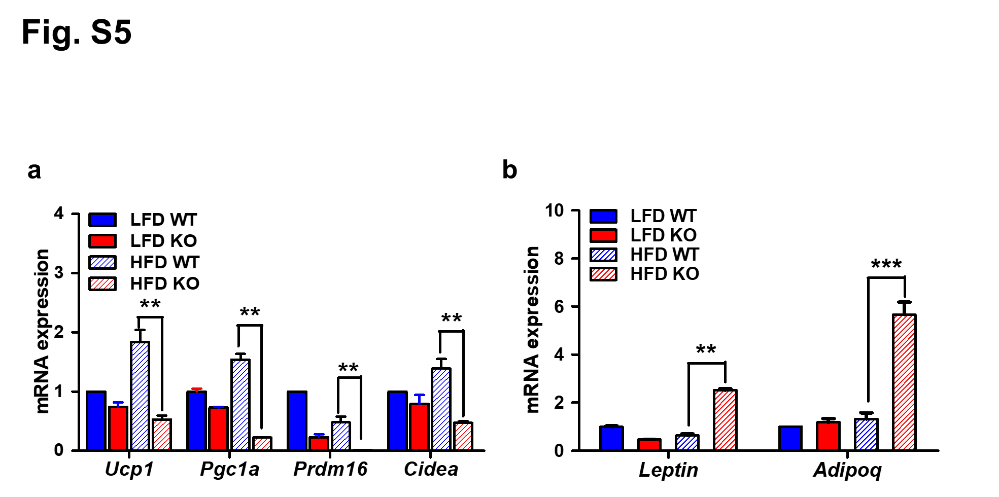 Fig. S5
a
mRNA expression
4
3
2
1
0
LFD WT
LFD KO
HFD WT
HFD KO
**
**
**
**
Ucp1
Pgc1a
Prdm16
Cidea
b
mRNA expression
10
8
6
4
2
0
LFD WT
LFD KO
HFD WT
HFD KO
**
***
Leptin
Adipoq